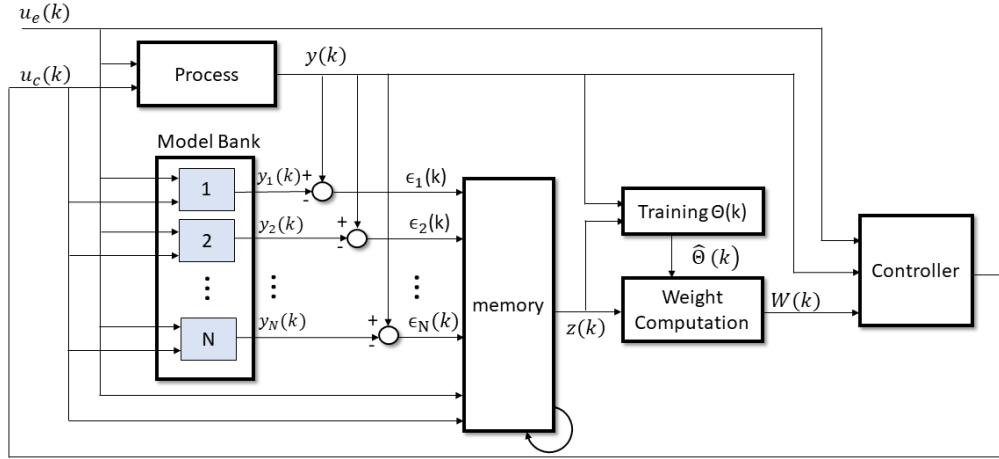 u_e(k)
y(k)
u_c(k)
Process
Model Bank
1
y_1(k)
+
-
ϵ_1(k)
2
y_2(k)
+
-
ϵ_2(k)
Training Θ(k)
Θ̂(k)
Controller
N
y_N(k)
+
-
ϵ_N(k)
memory
z(k)
Weight
Computation
W(k)